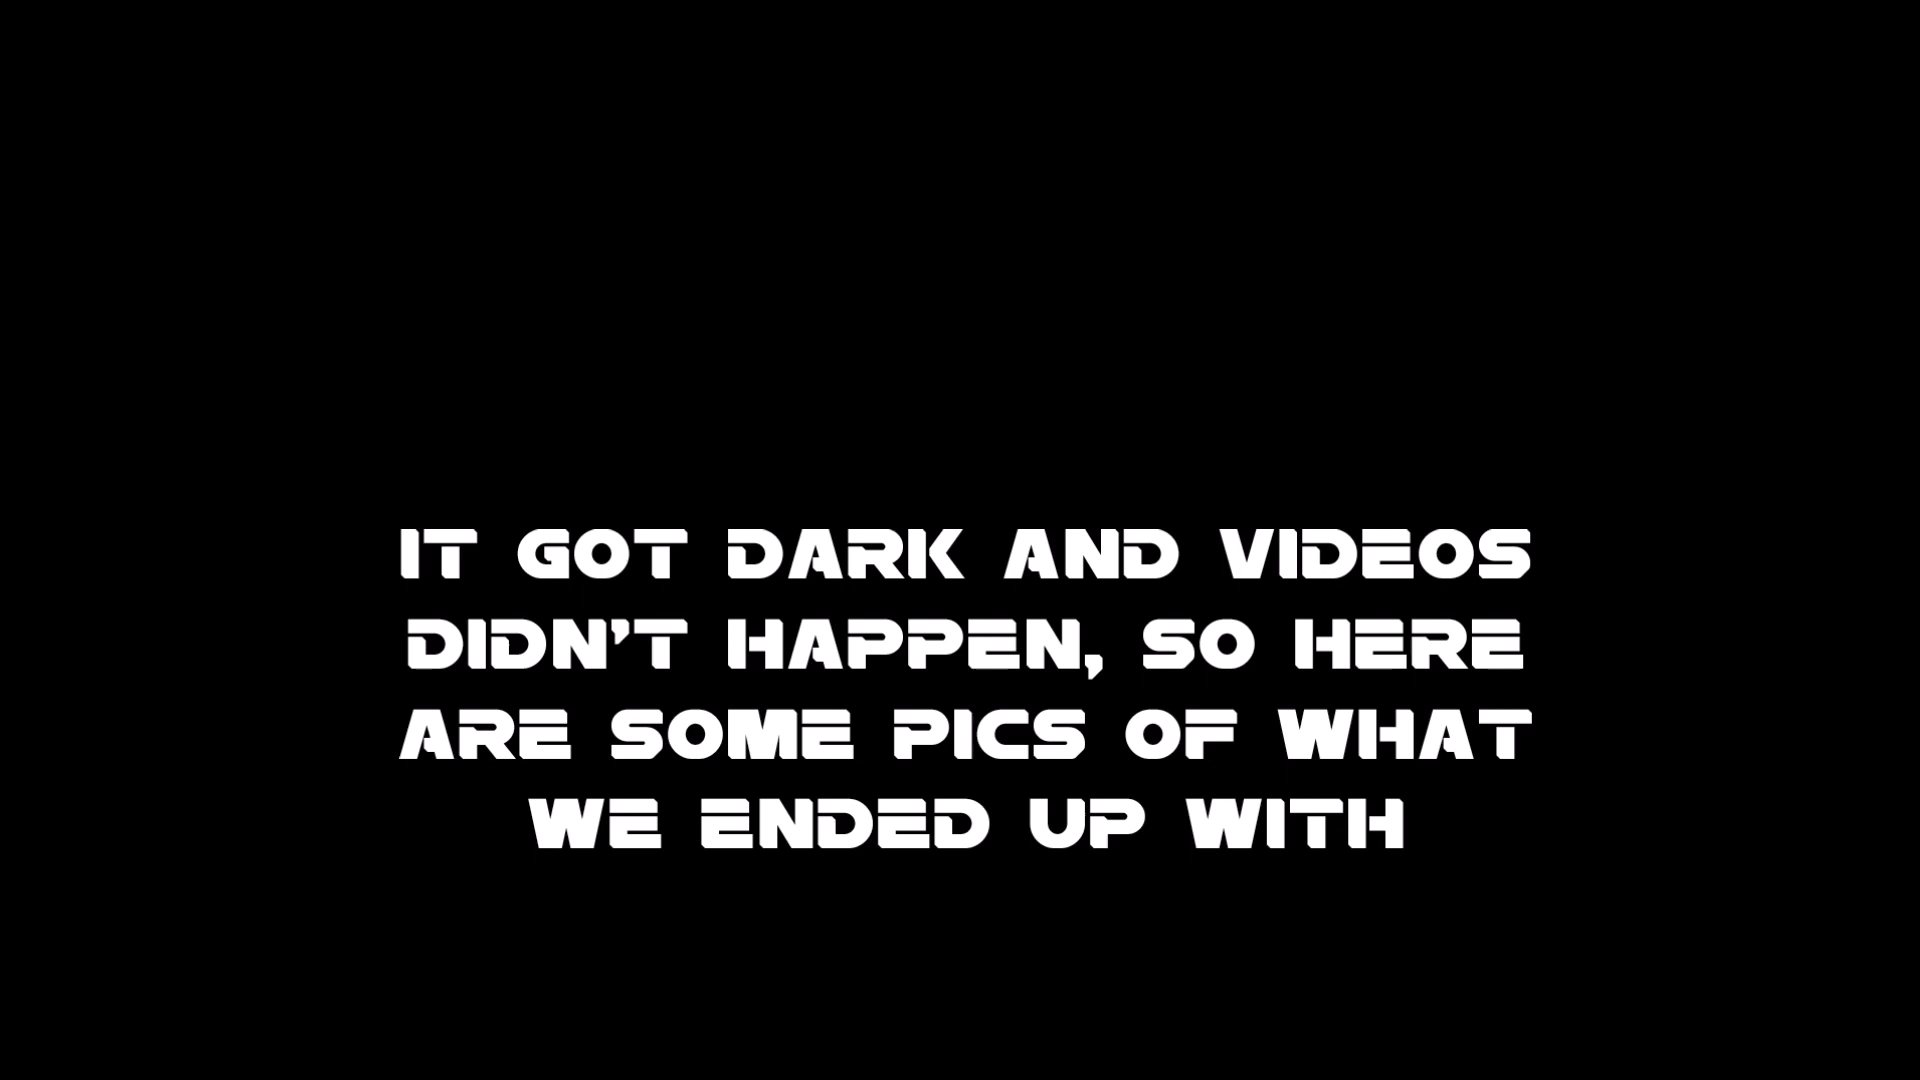 IT GOT DARK AND VIDEOS
DIDN'T HAPPEN, SO HERE
ARE SOME PICS OF WHAT
WE ENDED UP WITH